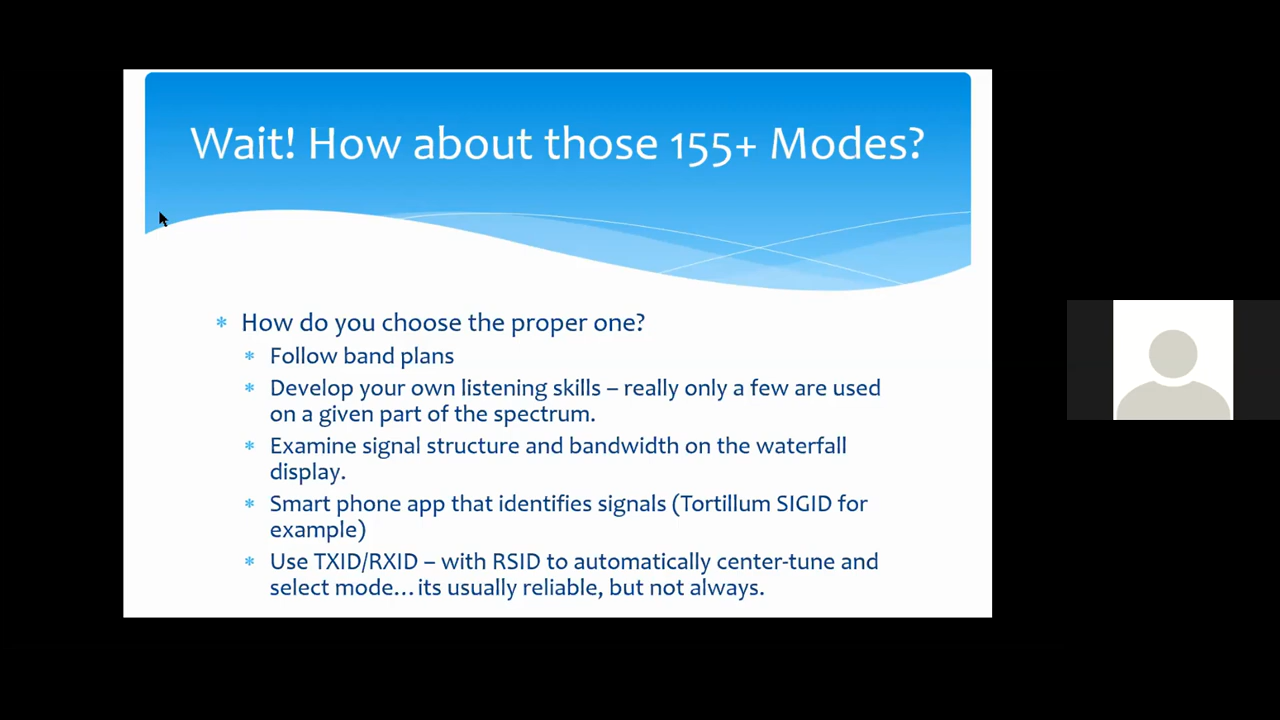 Wait! How about those 155+ Modes?
* How do you choose the proper one?
* Follow band plans
* Develop your own listening skills – really only a few are used
on a given part of the spectrum.
* Examine signal structure and bandwidth on the waterfall
display.
* Smart phone app that identifies signals (Tortillum SIGID for
example)
* Use TXID/RXID – with RSID to automatically center-tune and
select mode...its usually reliable, but not always.